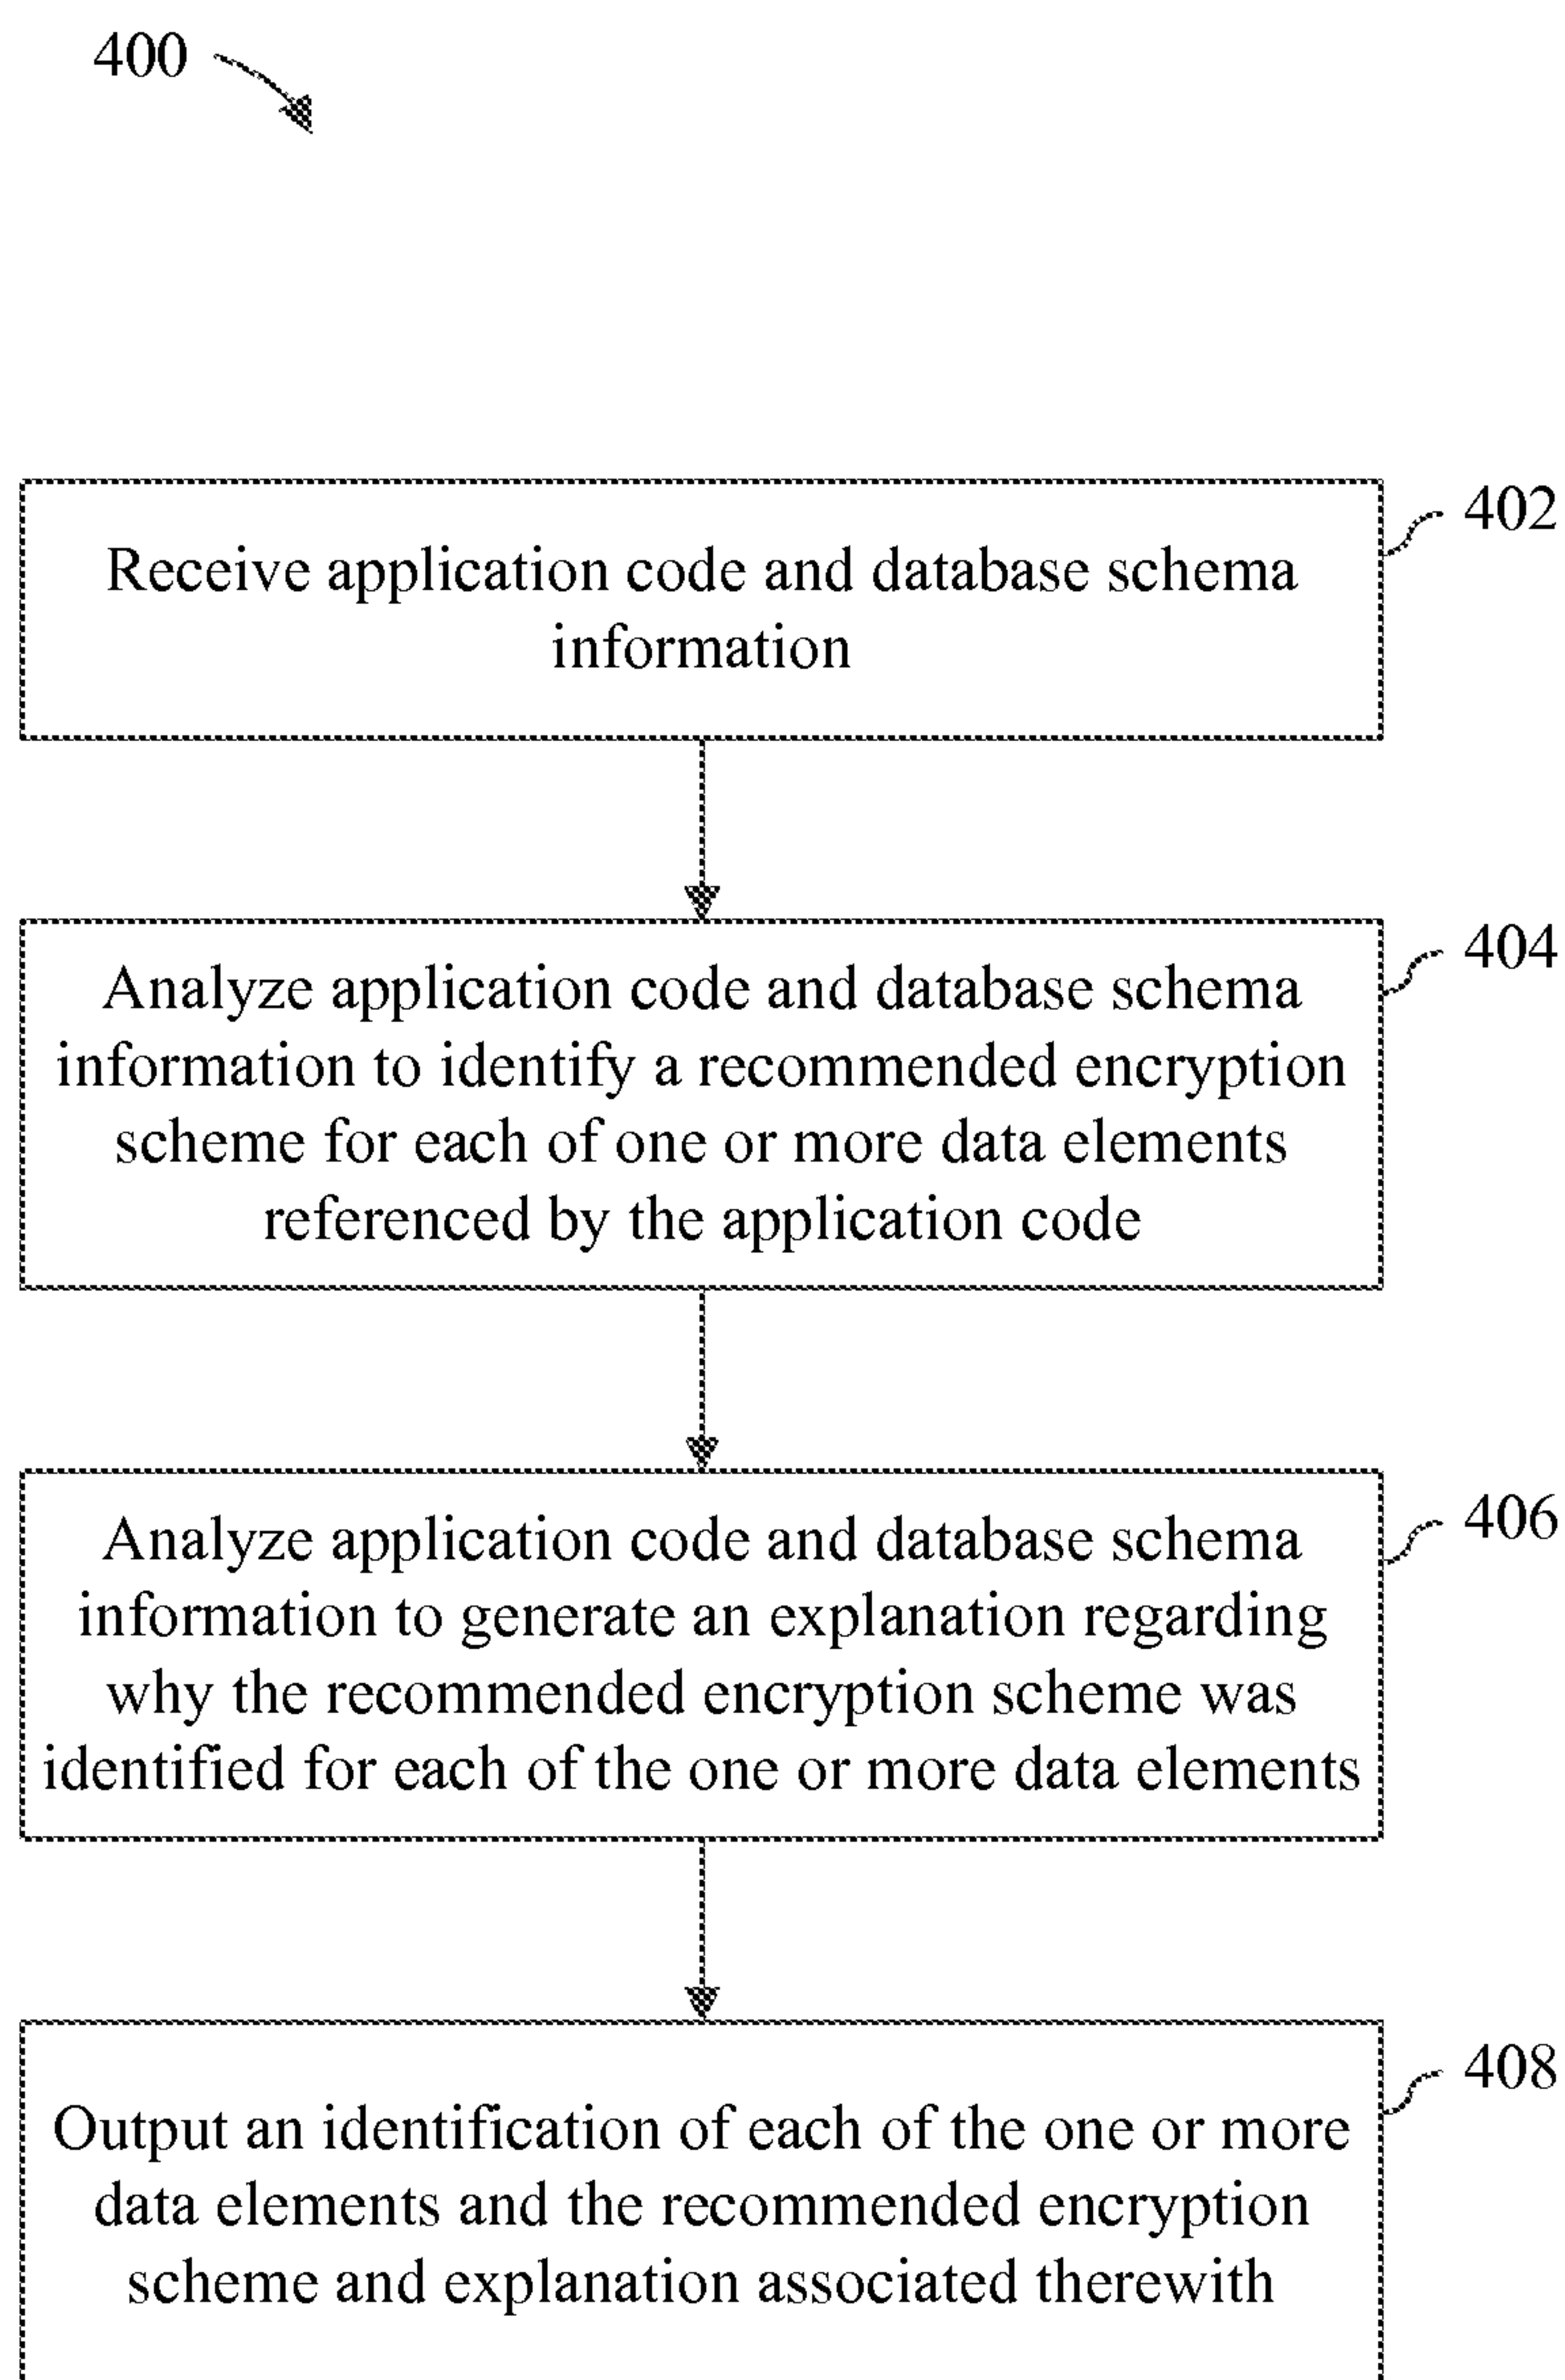 400
402
Receive application code and database schema
information
404
Analyze application code and database schema
information to identify a recommended encryption
scheme for each of one or more data elements
referenced by the application code
406
Analyze application code and database schema
information to generate an explanation regarding
why the recommended encryption scheme was
identified for each of the one or more data elements
408
Output an identification of each of the one or more
data elements and the recommended encryption
scheme and explanation associated therewith